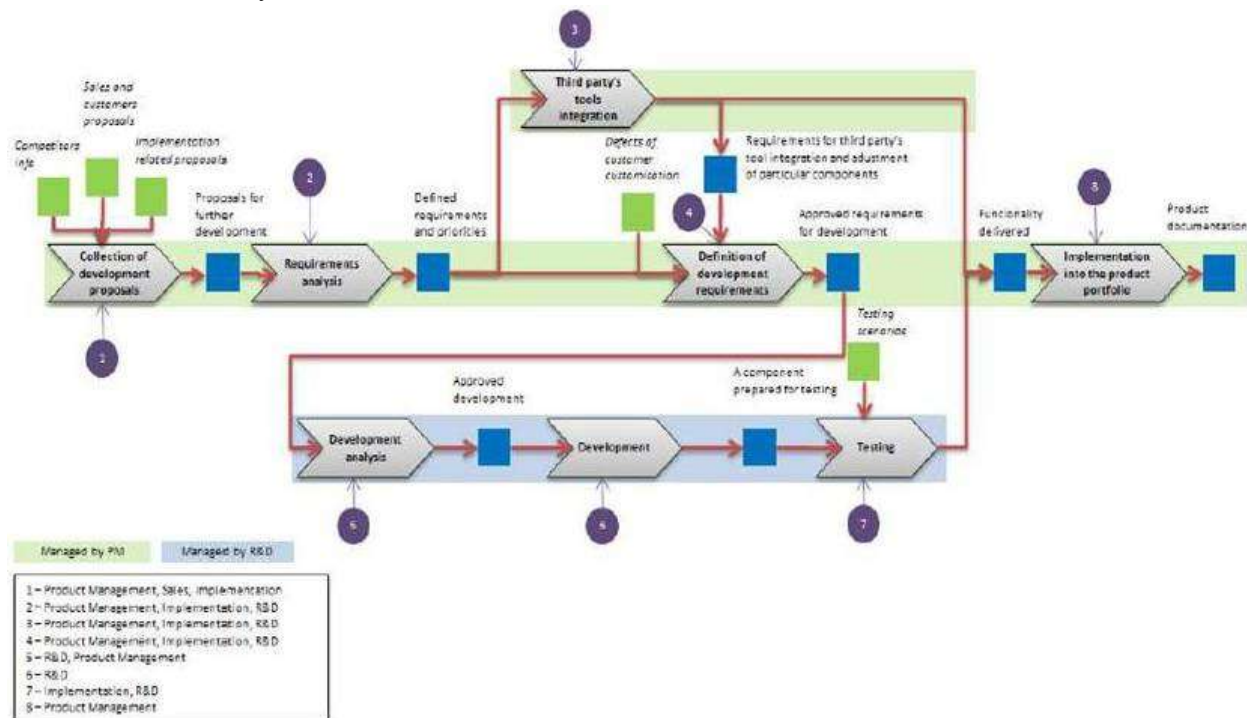 3
Third party's
tools
integration
Sales and
customers
proposals
Competitors
info
Implementation
related proposals
2
Defects of
customer
customication
Requirements for third party's
tool integration and adustment
of particular components
4
8
Proposals for
further
development
Defined
requirements
and priorities
Approved requirements
for development
Funcionality
delivered
Product
documentation
Collection of
development
proposals
Requirements
analysis
Definition of
development
requirements
Implementation
into the product
portfolio
1
Testing
scenarios
Approved
development
A component
prepared for testing
Development
analysis
Development
Testing
5
6
7
Managed by PM
Managed by R&D
1 – Product Management, Sales, Implementation
2 – Product Management, Implementation, R&D
3 – Product Management, Implementation, R&D
4 – Product Management, Implementation, R&D
5 – R&D, Product Management
6 – R&D
7 – Implementation, R&D
8 – Product Management